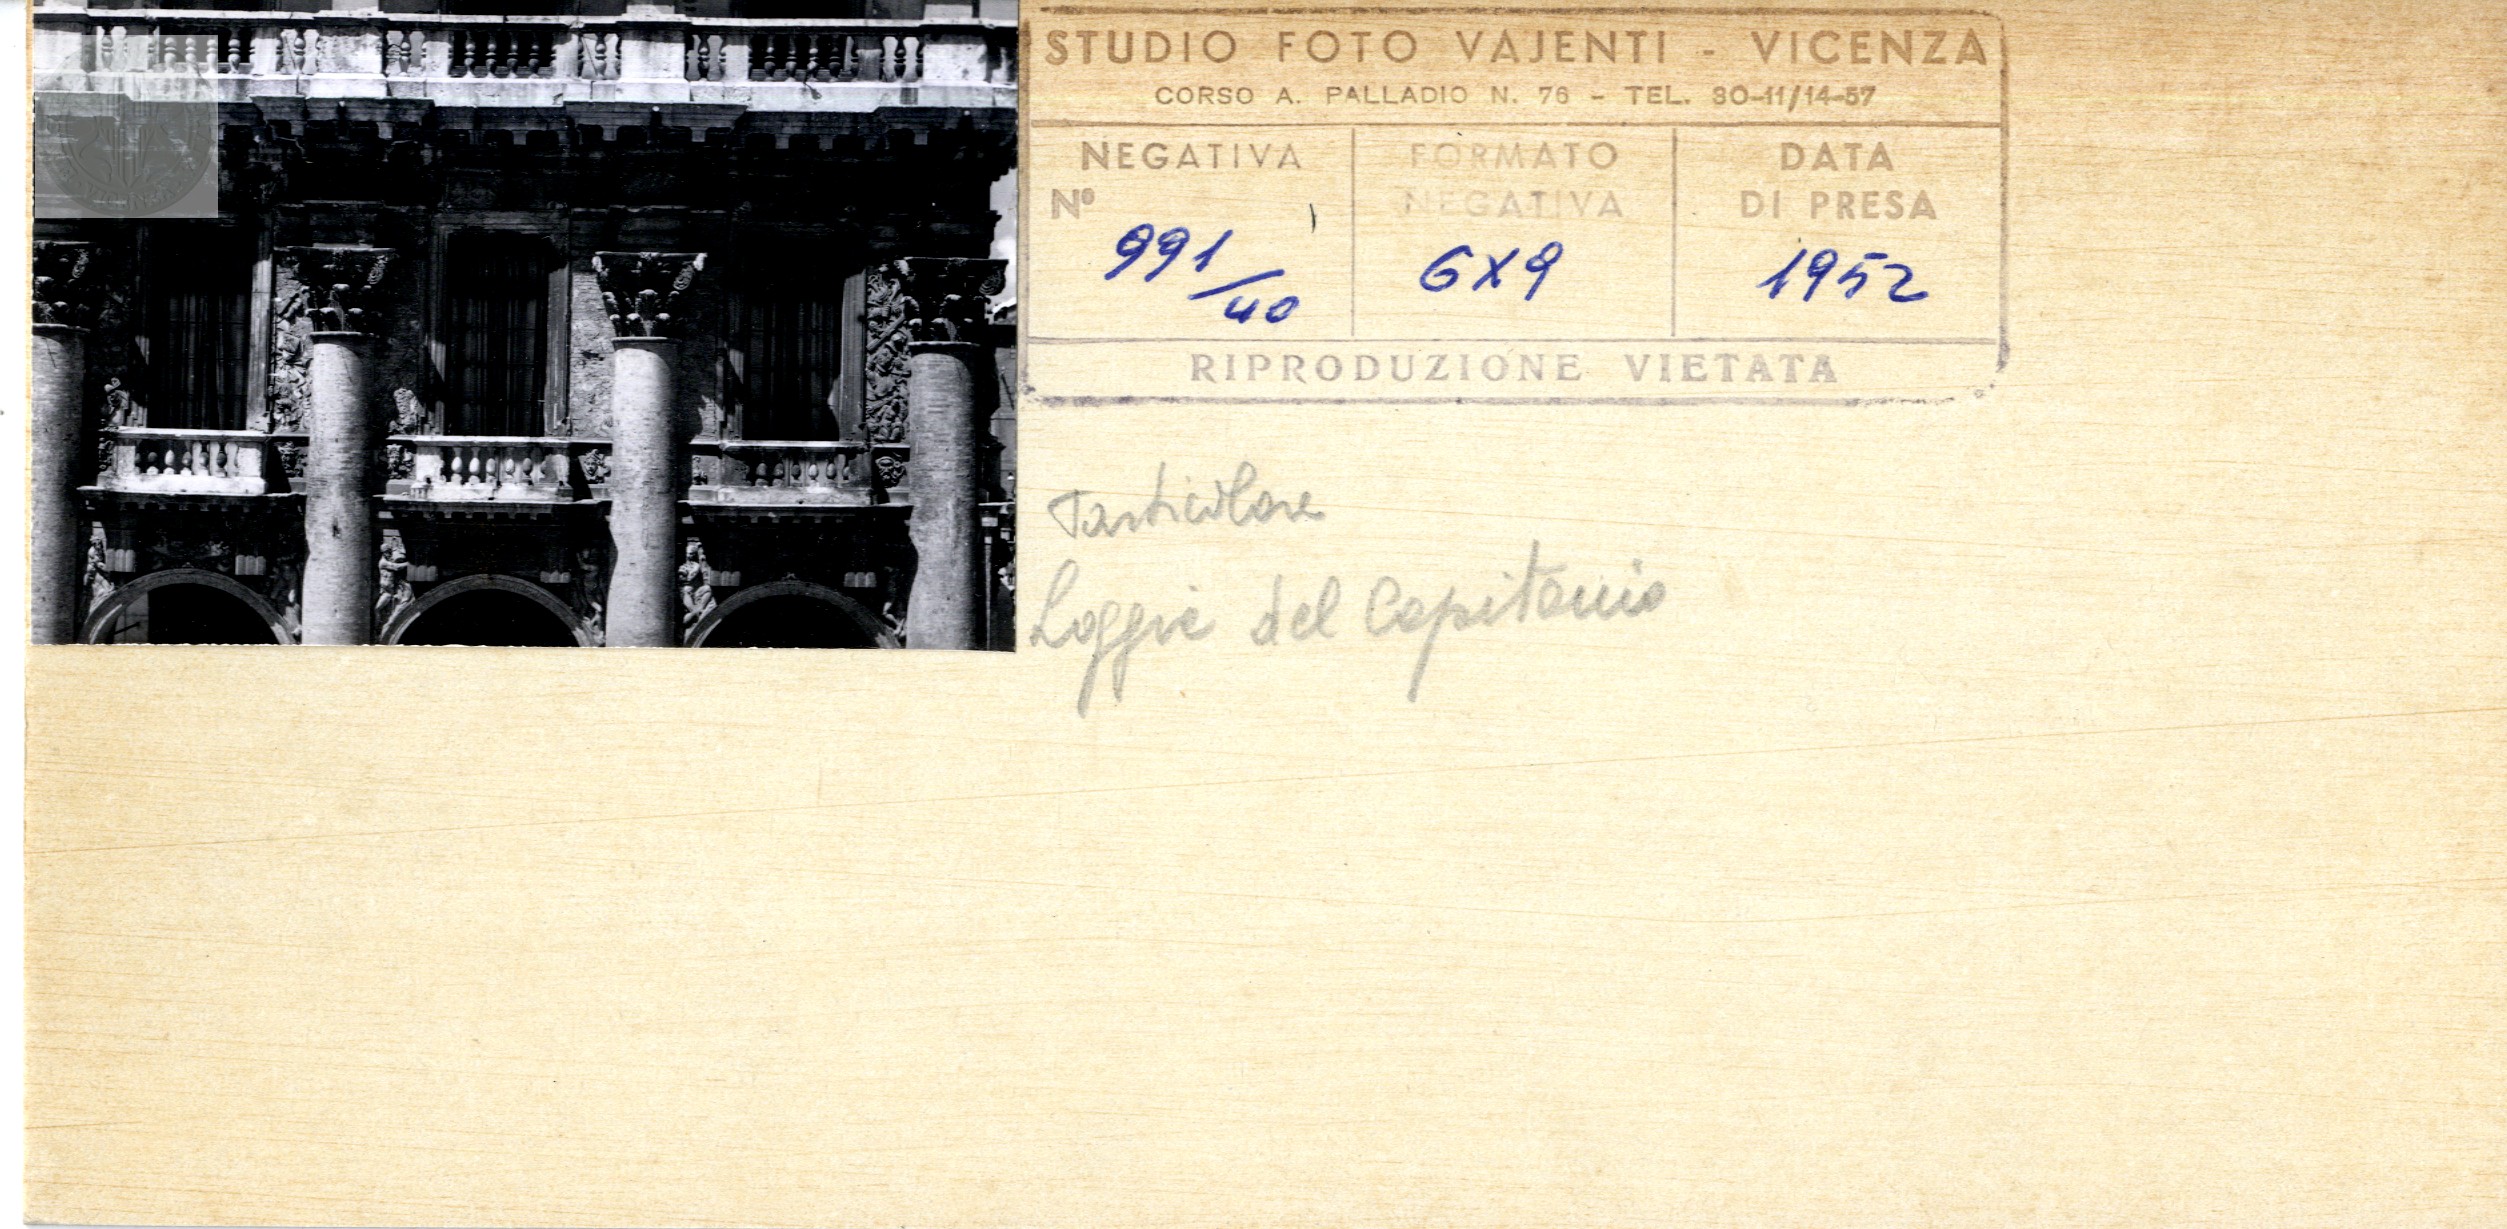 STUDIO FOTO VAJENTI - VICENZA
CORSO A. PALLADIO N. 76 - TEL. 30-11/14-57
NEGATIVA
Nº
991/40
FORMATO
NEGATIVA
6X9
DATA
DI PRESA
1952
RIPRODUZIONE VIETATA
Particolare
Loggia del Capitanio